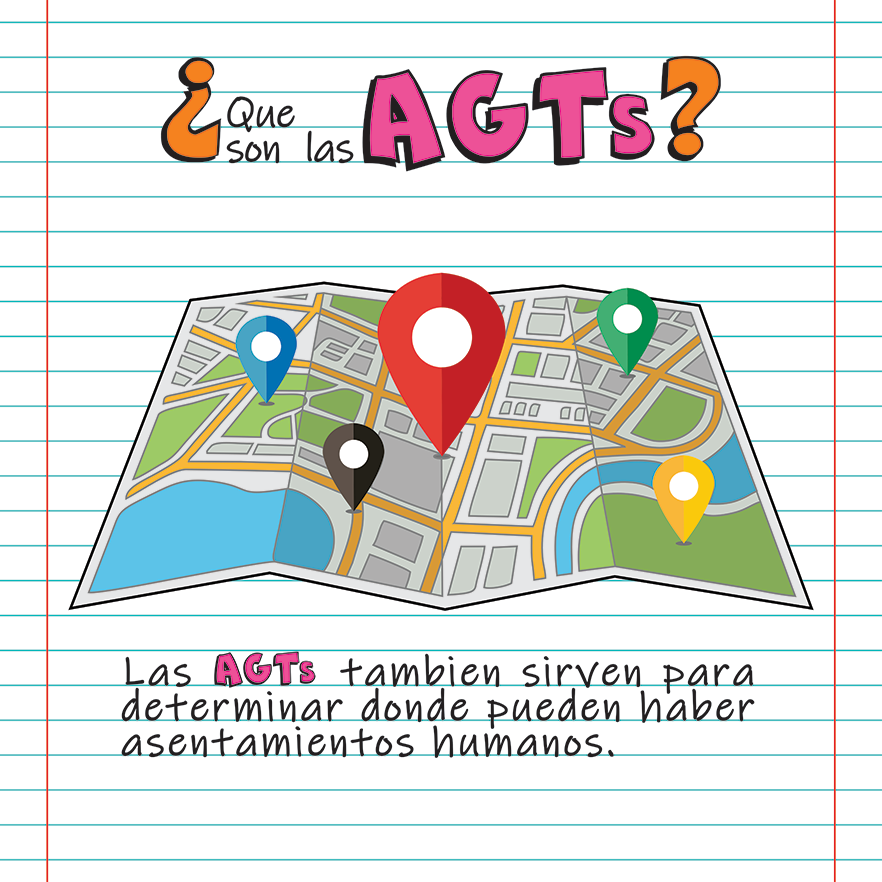 ¿Que son las AGTs?
Las AGTs tambien sirven para
determinar donde pueden haber
asentamientos humanos.